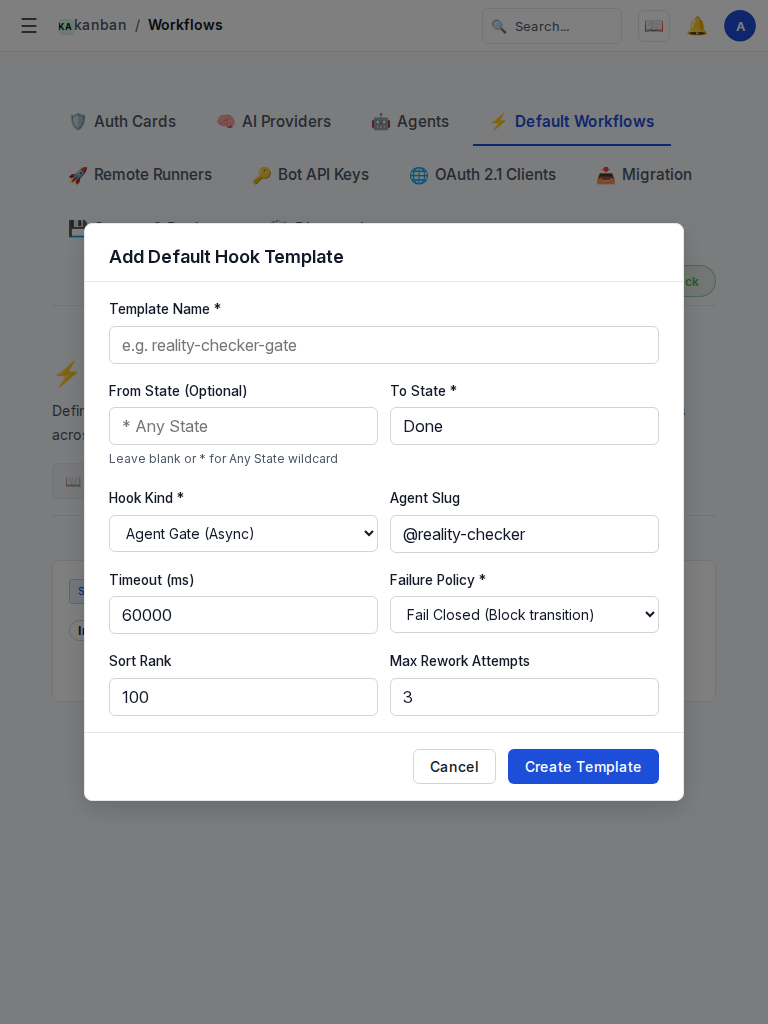 KA kanban / Workflows
Search...
A
Auth Cards
AI Providers
Agents
Default Workflows
Remote Runners
Bot API Keys
OAuth 2.1 Clients
Migration
Add Default Hook Template
Template Name *
e.g. reality-checker-gate
From State (Optional)
To State *
* Any State
Done
Leave blank or * for Any State wildcard
Hook Kind *
Agent Slug
Agent Gate (Async)
@reality-checker
Timeout (ms)
Failure Policy *
60000
Fail Closed (Block transition)
Sort Rank
Max Rework Attempts
100
3
Cancel
Create Template